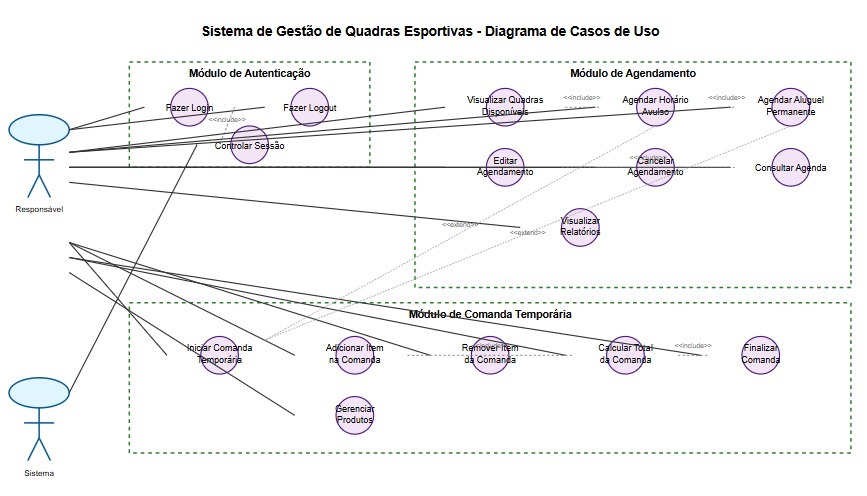 Sistema de Gestão de Quadras Esportivas - Diagrama de Casos de Uso
Módulo de Autenticação
Fazer Login
Fazer Logout
<<include>>
Controlar Sessão
Módulo de Agendamento
Visualizar Quadras
Disponíveis
<<include>>
Agendar Horário
Avulso
<<include>>
Agendar Aluguel
Permanente
Editar
Agendamento
<<include>>
Cancelar
Agendamento
Consultar Agenda
Responsável
Visualizar
Relatórios
<<extend>>
<<extend>>
Módulo de Comanda Temporária
Iniciar Comanda
Temporária
Adicionar Item
na Comanda
<<include>>
Remover Item
da Comanda
Calcular Total
da Comanda
<<include>>
Finalizar
Comanda
Gerenciar
Produtos
Sistema